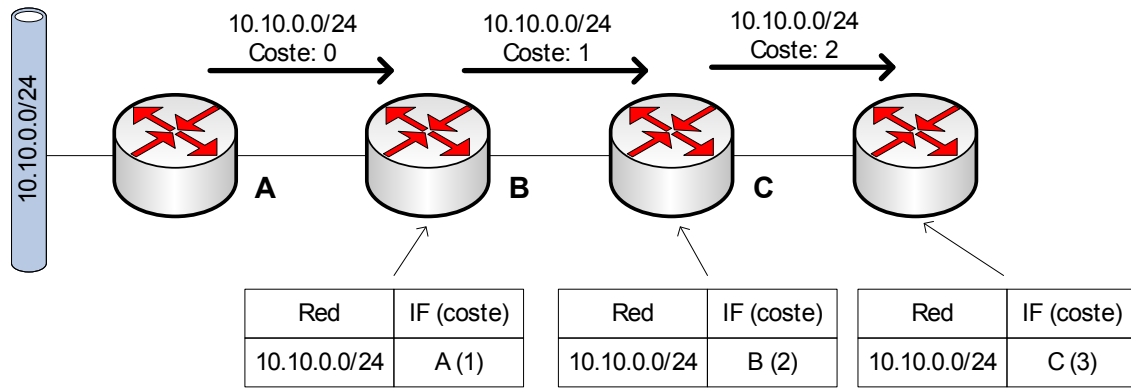 10.10.0.0/24
10.10.0.0/24
Coste: 0
10.10.0.0/24
Coste: 1
10.10.0.0/24
Coste: 2
A
B
C
Red IF (coste)
10.10.0.0/24 A (1)
Red IF (coste)
10.10.0.0/24 B (2)
Red IF (coste)
10.10.0.0/24 C (3)